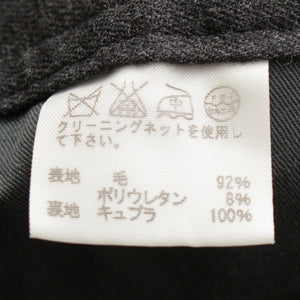 クリーニングネットを使用し
て下さい。
表地 毛 92%
ポリウレタン 8%
裏地 キュプラ 100%